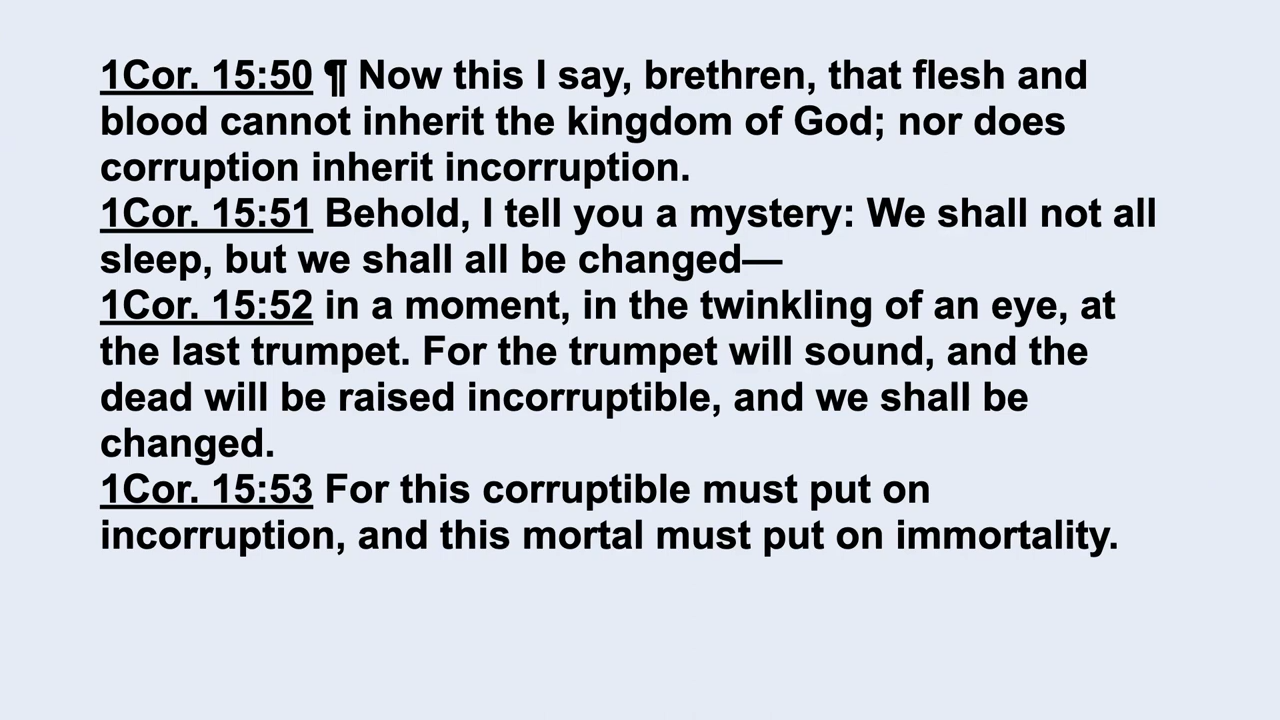 1Cor. 15:50 ¶ Now this I say, brethren, that flesh and
blood cannot inherit the kingdom of God; nor does
corruption inherit incorruption.
1Cor. 15:51 Behold, I tell you a mystery: We shall not all
sleep, but we shall all be changed—
1Cor. 15:52 in a moment, in the twinkling of an eye, at
the last trumpet. For the trumpet will sound, and the
dead will be raised incorruptible, and we shall be
changed.
1Cor. 15:53 For this corruptible must put on
incorruption, and this mortal must put on immortality.